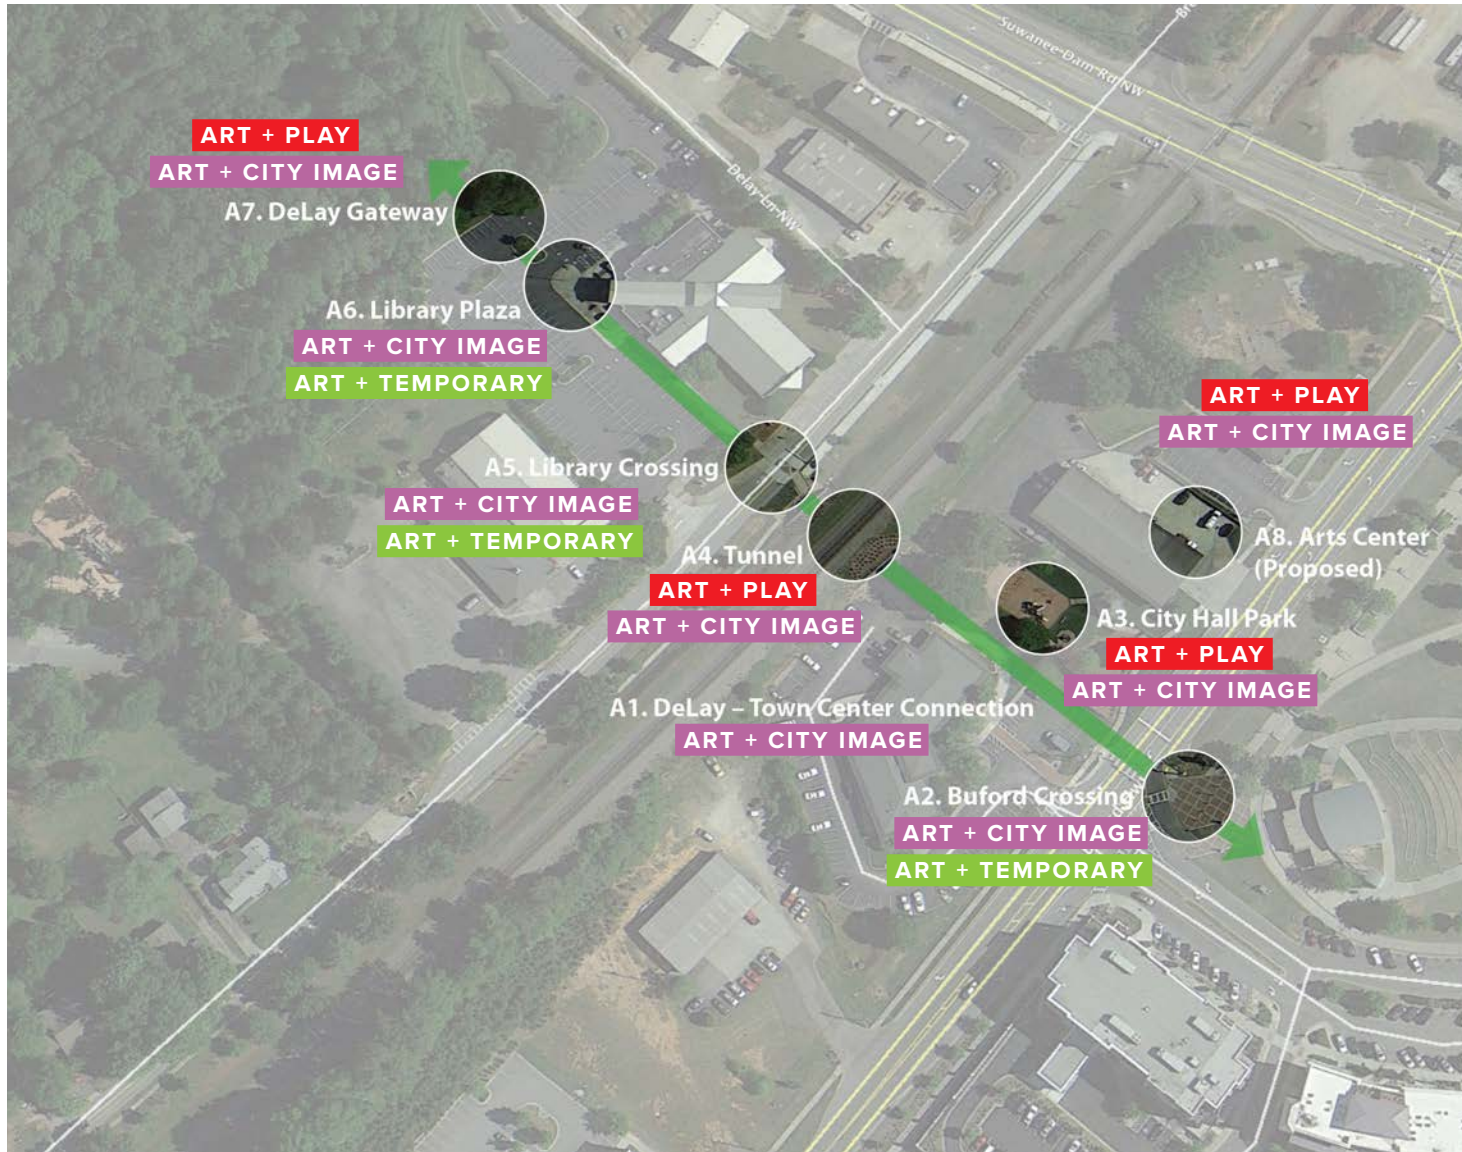 Suwanee Dam Rd NW
ART + PLAY
ART + CITY IMAGE
A7. DeLay Gateway
Delay Ln NW
A6. Library Plaza
ART + CITY IMAGE
ART + TEMPORARY
ART + PLAY
ART + CITY IMAGE
A5. Library Crossing
ART + CITY IMAGE
ART + TEMPORARY
A8. Arts Center
(Proposed)
A4. Tunnel
ART + PLAY
ART + CITY IMAGE
A3. City Hall Park
ART + PLAY
ART + CITY IMAGE
A1. DeLay – Town Center Connection
ART + CITY IMAGE
A2. Buford Crossing
ART + CITY IMAGE
ART + TEMPORARY